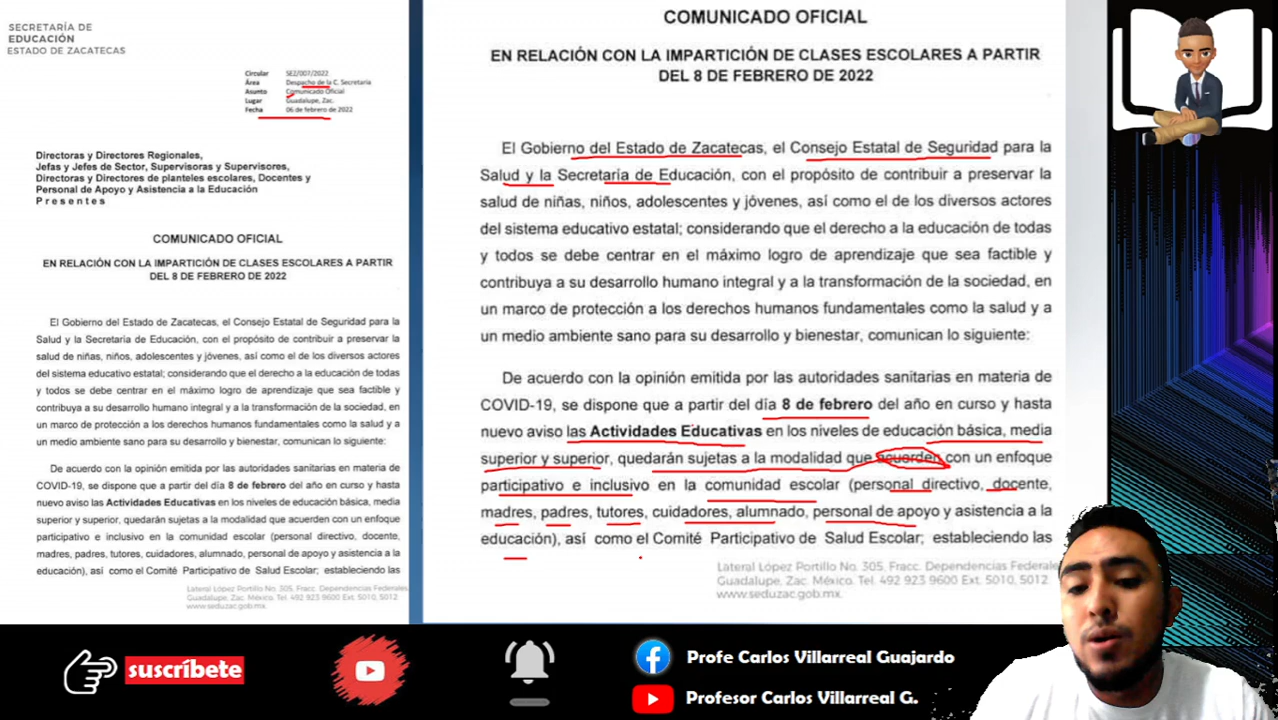 SECRETARÍA DE
EDUCACIÓN
ESTADO DE ZACATECAS
Circular SEZ/007/2022
Área Despacho de la C. Secretaria
Asunto Comunicado Oficial
Lugar Guadalupe, Zac.
Fecha 06 de febrero de 2022
Directoras y Directores Regionales,
Jefas y Jefes de Sector, Supervisoras y Supervisores,
Directoras y Directores de planteles escolares, Docentes y
Personal de Apoyo y Asistencia a la Educación
P r e s e n t e s
COMUNICADO OFICIAL
EN RELACIÓN CON LA IMPARTICIÓN DE CLASES ESCOLARES A PARTIR
DEL 8 DE FEBRERO DE 2022
El Gobierno del Estado de Zacatecas, el Consejo Estatal de Seguridad para la
Salud y la Secretaría de Educación, con el propósito de contribuir a preservar la
salud de niñas, niños, adolescentes y jóvenes, así como el de los diversos actores
del sistema educativo estatal; considerando que el derecho a la educación de todas
y todos se debe centrar en el máximo logro de aprendizaje que sea factible y
contribuya a su desarrollo humano integral y a la transformación de la sociedad, en
un marco de protección a los derechos humanos fundamentales como la salud y a
un medio ambiente sano para su desarrollo y bienestar, comunican lo siguiente:
De acuerdo con la opinión emitida por las autoridades sanitarias en materia de
COVID-19, se dispone que a partir del día 8 de febrero del año en curso y hasta
nuevo aviso las Actividades Educativas en los niveles de educación básica, media
superior y superior, quedarán sujetas a la modalidad que acuerden con un enfoque
participativo e inclusivo en la comunidad escolar (personal directivo, docente,
madres, padres, tutores, cuidadores, alumnado, personal de apoyo y asistencia a la
educación), así como el Comité Participativo de Salud Escolar; estableciendo las
Lateral López Portillo No. 305, Fracc. Dependencias Federales,
Guadalupe, Zac. México. Tel. 492 923 9600 Ext. 5010, 5012
www.seduzac.gob.mx
COMUNICADO OFICIAL
EN RELACIÓN CON LA IMPARTICIÓN DE CLASES ESCOLARES A PARTIR
DEL 8 DE FEBRERO DE 2022
El Gobierno del Estado de Zacatecas, el Consejo Estatal de Seguridad para la
Salud y la Secretaría de Educación, con el propósito de contribuir a preservar la
salud de niñas, niños, adolescentes y jóvenes, así como el de los diversos actores
del sistema educativo estatal; considerando que el derecho a la educación de todas
y todos se debe centrar en el máximo logro de aprendizaje que sea factible y
contribuya a su desarrollo humano integral y a la transformación de la sociedad, en
un marco de protección a los derechos humanos fundamentales como la salud y a
un medio ambiente sano para su desarrollo y bienestar, comunican lo siguiente:
De acuerdo con la opinión emitida por las autoridades sanitarias en materia de
COVID-19, se dispone que a partir del día 8 de febrero del año en curso y hasta
nuevo aviso las Actividades Educativas en los niveles de educación básica, media
superior y superior, quedarán sujetas a la modalidad que acuerden con un enfoque
participativo e inclusivo en la comunidad escolar (personal directivo, docente,
madres, padres, tutores, cuidadores, alumnado, personal de apoyo y asistencia a la
educación), así como el Comité Participativo de Salud Escolar; estableciendo las
Lateral López Portillo No. 305, Fracc. Dependencias Federale
Guadalupe, Zac. México. Tel. 492 923 9600 Ext. 5010, 5012
www.seduzac.gob.mx.
suscríbete
Profe Carlos Villarreal Guajardo
Profesor Carlos Villarreal G.